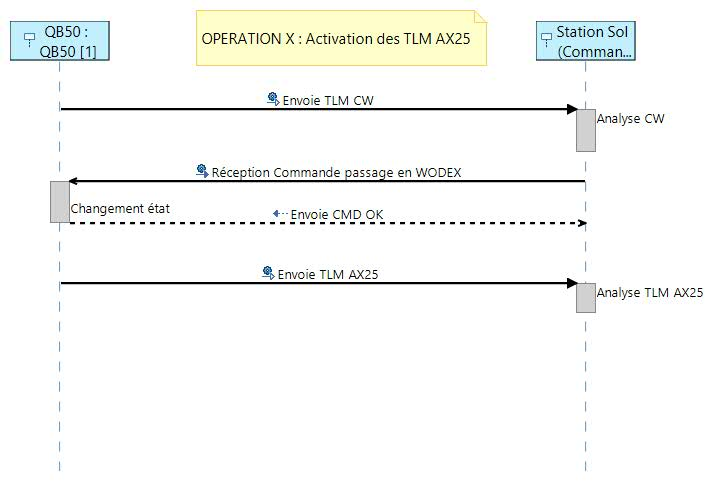 QB50 :
QB50 [1]
OPERATION X : Activation des TLM AX25
Station Sol
(Comman...
Envoie TLM CW
Analyse CW
Réception Commande passage en WODEX
Changement état
Envoie CMD OK
Envoie TLM AX25
Analyse TLM AX25